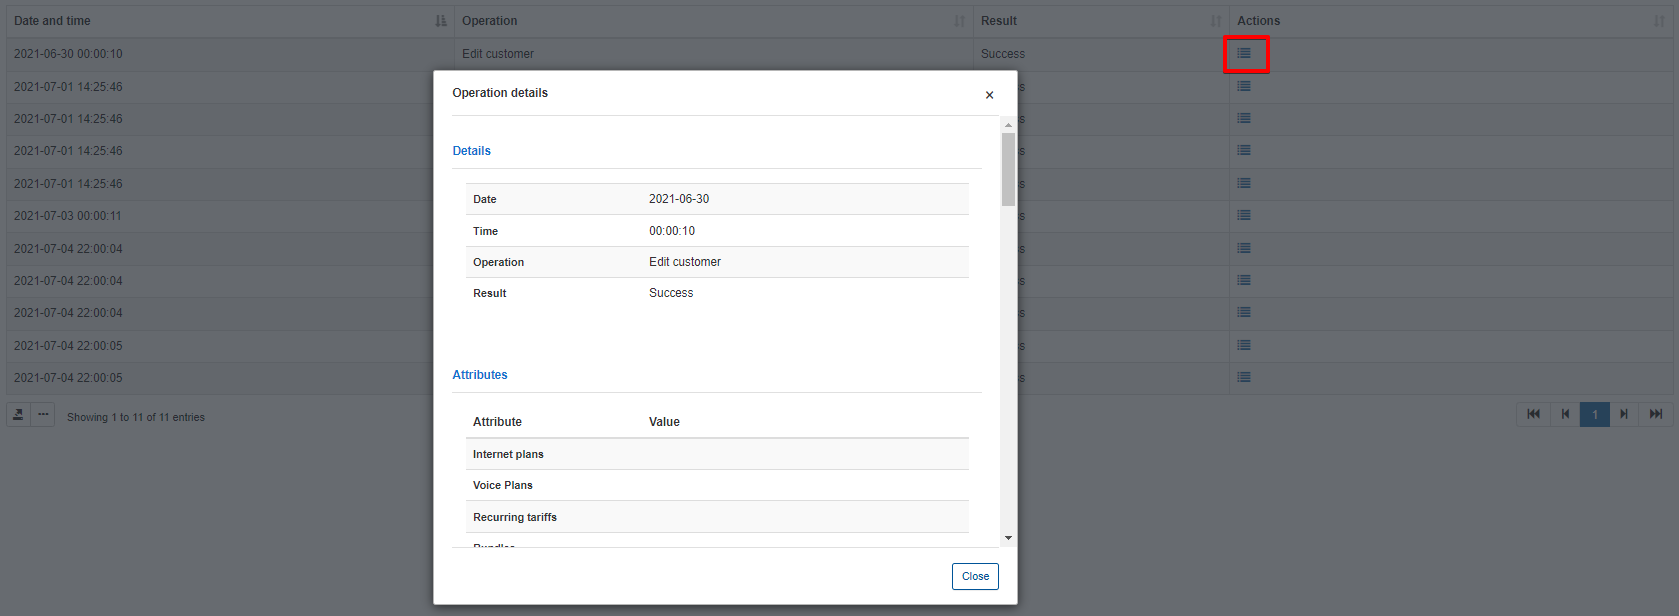 Date and time Operation Result Actions
2021-06-30 00:00:10 Edit customer Success
2021-07-01 14:25:46 s
2021-07-01 14:25:46 s
2021-07-01 14:25:46 s
2021-07-01 14:25:46 s
2021-07-03 00:00:11 s
2021-07-04 22:00:04 s
2021-07-04 22:00:04 s
2021-07-04 22:00:04 s
2021-07-04 22:00:05 s
2021-07-04 22:00:05 s
Showing 1 to 11 of 11 entries
1
Operation details ×
Details
Date 2021-06-30
Time 00:00:10
Operation Edit customer
Result Success
Attributes
Attribute Value
Internet plans
Voice Plans
Recurring tariffs
Bundles
Close